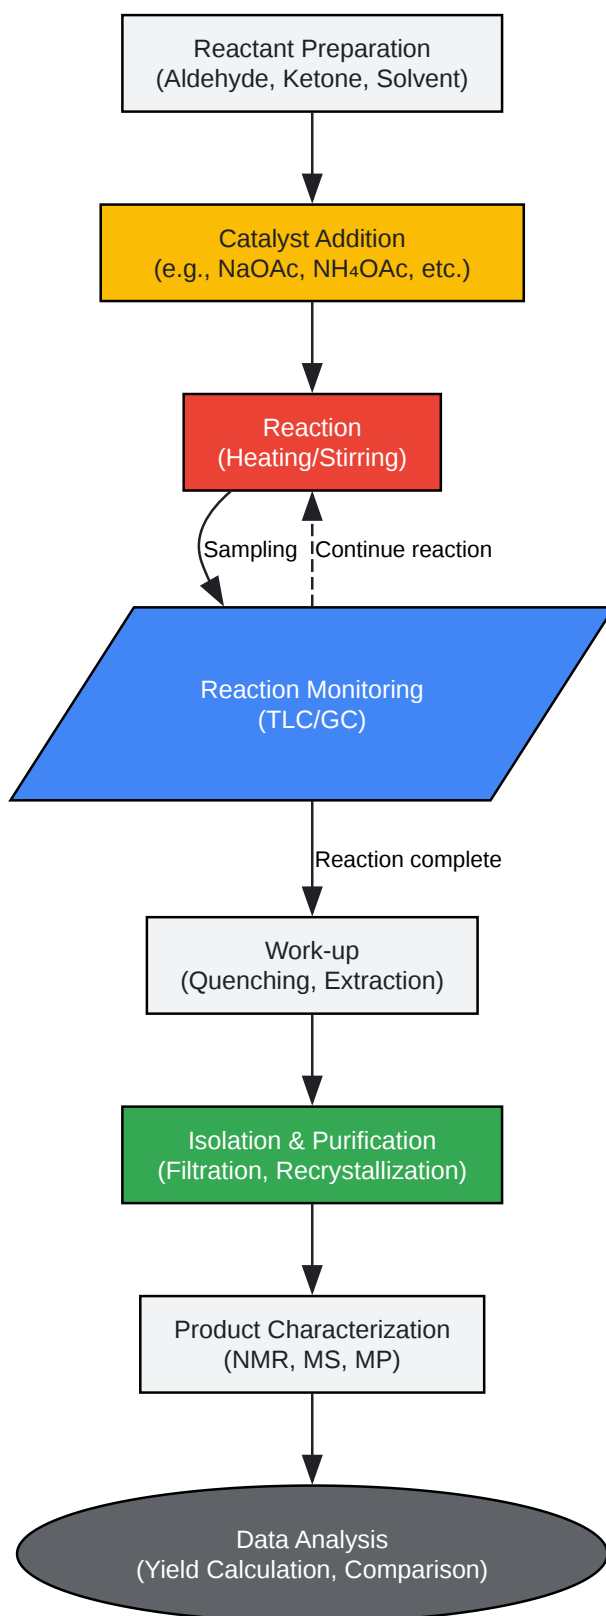 Reactant Preparation
(Aldehyde, Ketone, Solvent)
Catalyst Addition
(e.g., NaOAc, NH₄OAc, etc.)
Reaction
(Heating/Stirring)
Sampling
Continue reaction
Reaction Monitoring
(TLC/GC)
Reaction complete
Work-up
(Quenching, Extraction)
Isolation & Purification
(Filtration, Recrystallization)
Product Characterization
(NMR, MS, MP)
Data Analysis
(Yield Calculation, Comparison)